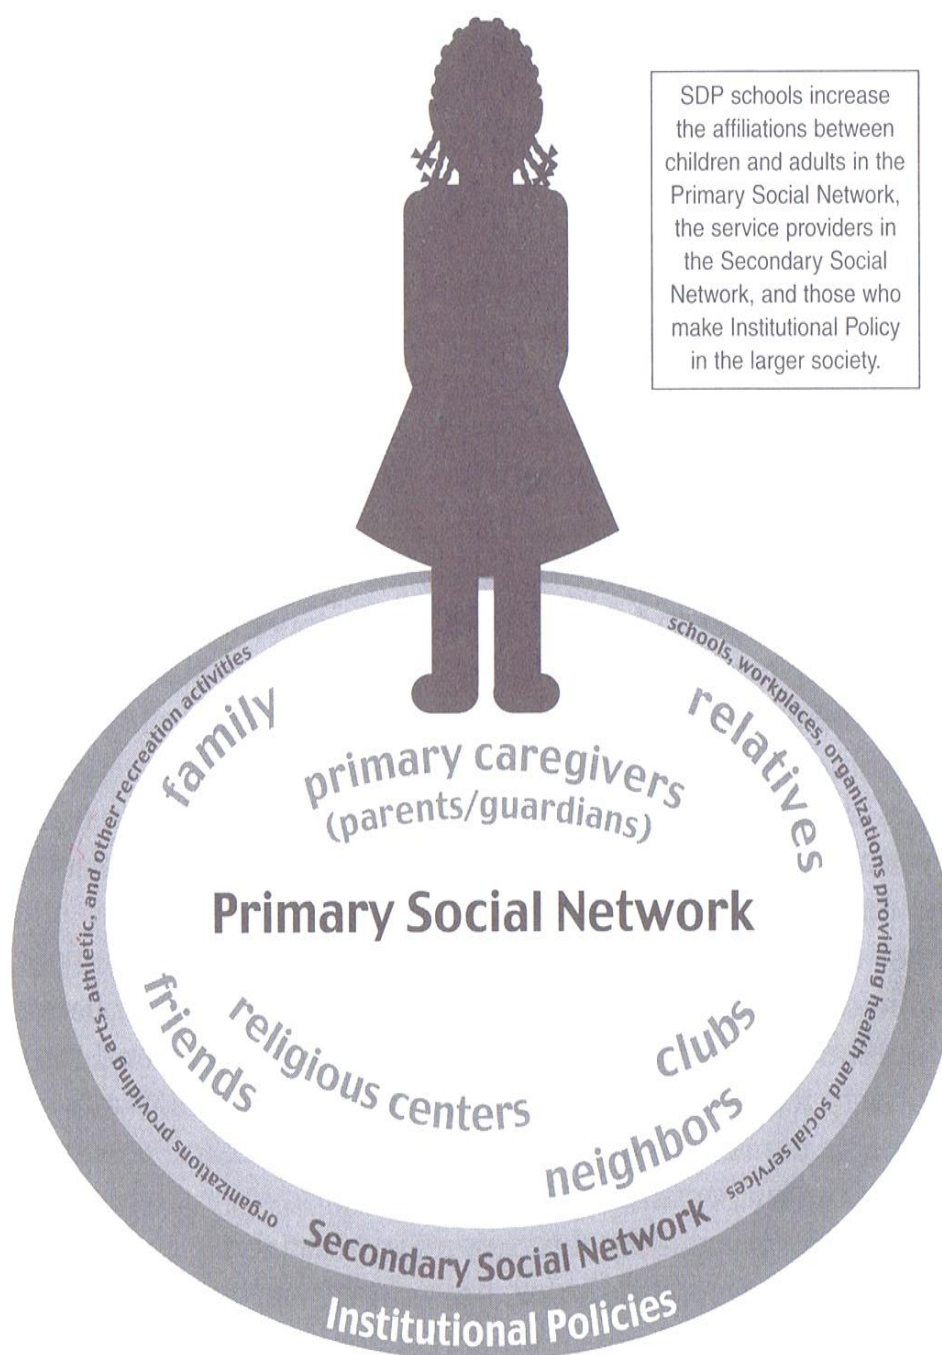 SDP schools increase
the affiliations between
children and adults in the
Primary Social Network,
the service providers in
the Secondary Social
Network, and those who
make Institutional Policy
in the larger society.
organizations providing arts, athletic, and other recreation activities
schools, workplaces, organizations providing health and social services
family
relatives
primary caregivers
(parents/guardians)
Primary Social Network
friends
religious centers
clubs
neighbors
Secondary Social Network
Institutional Policies